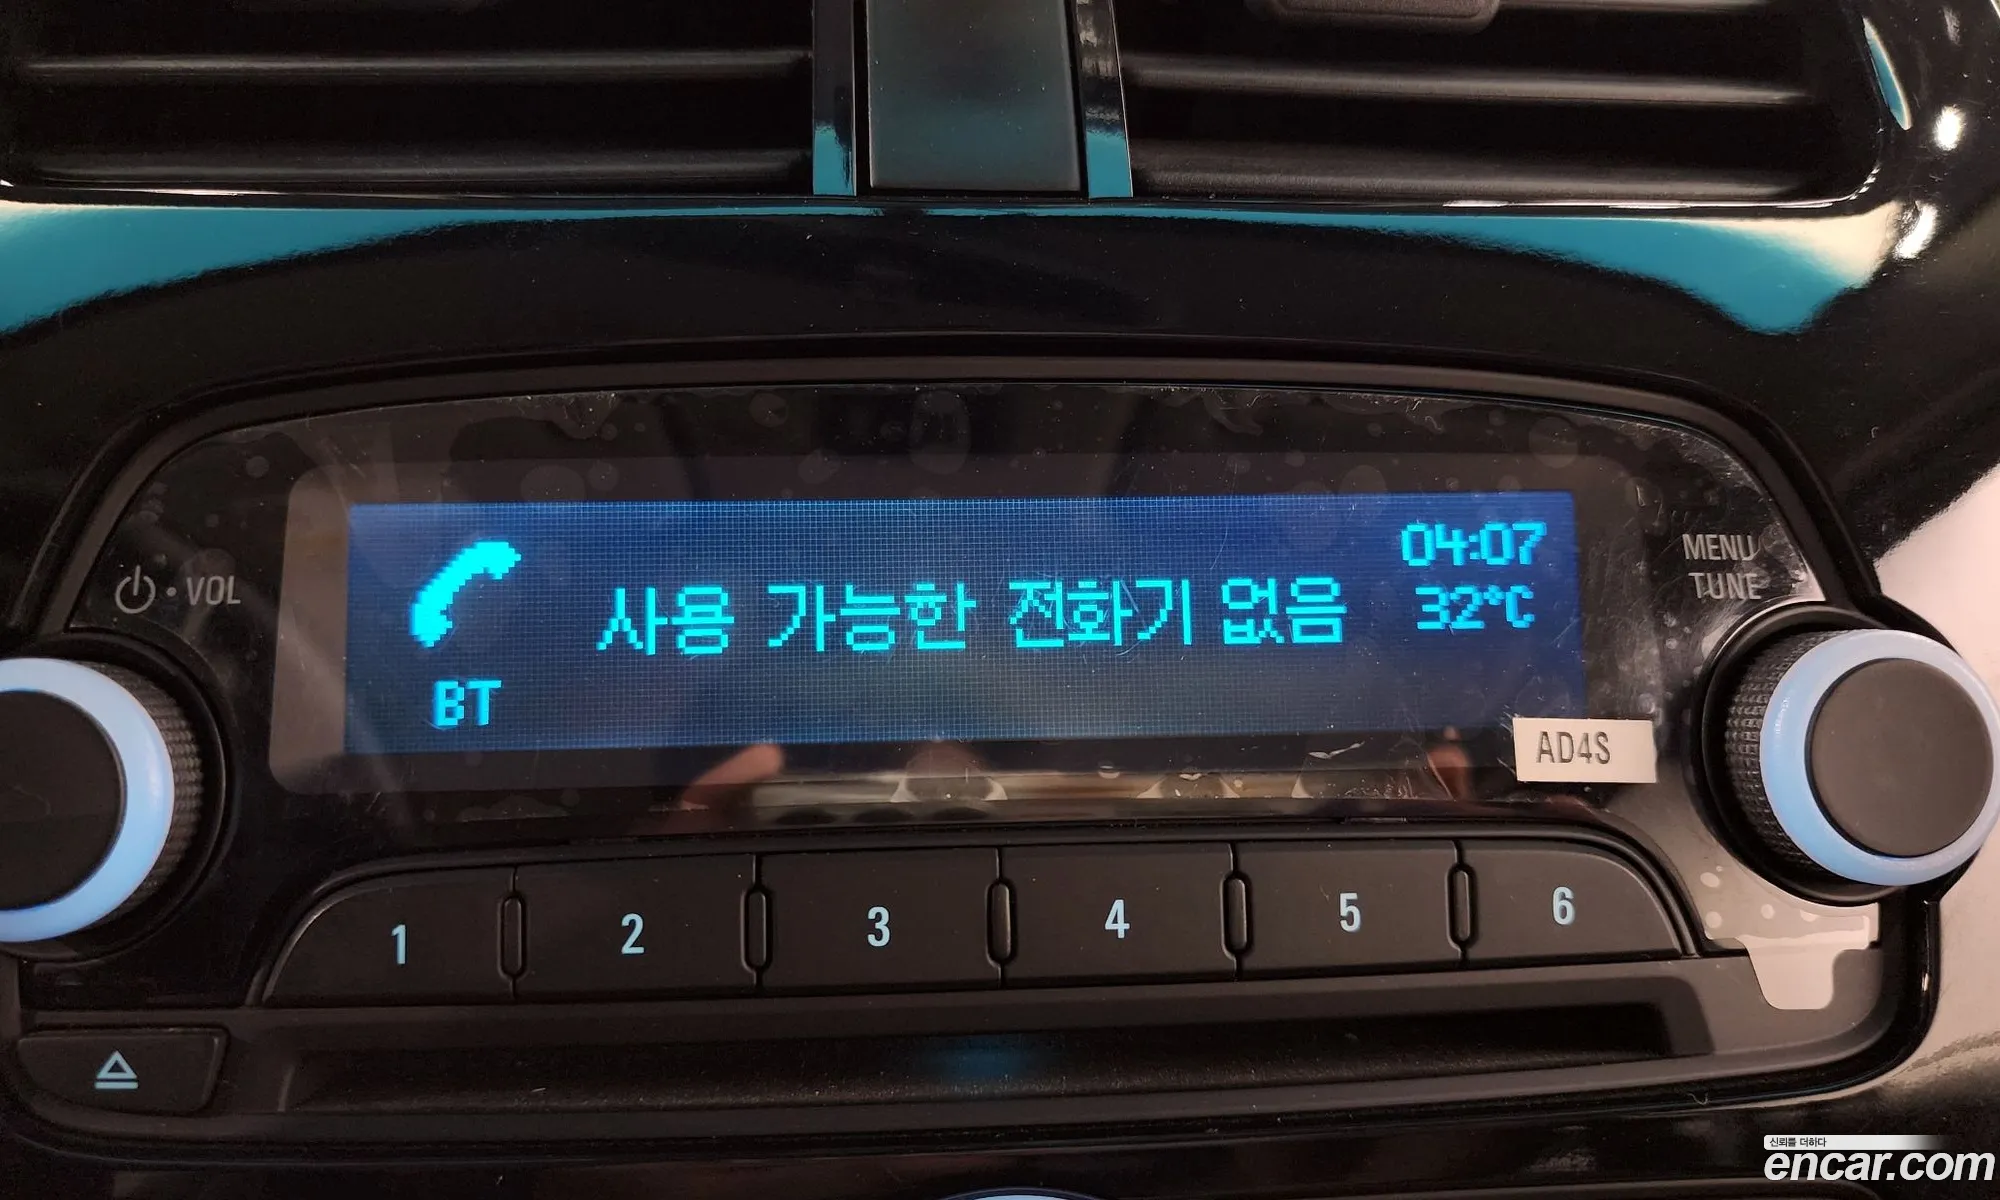 04:07
사용 가능한 전화기 없음
32°C
BT
VOL
MENU
TUNE
AD4S
1 2 3 4 5 6
신뢰를 더하다
encar.com